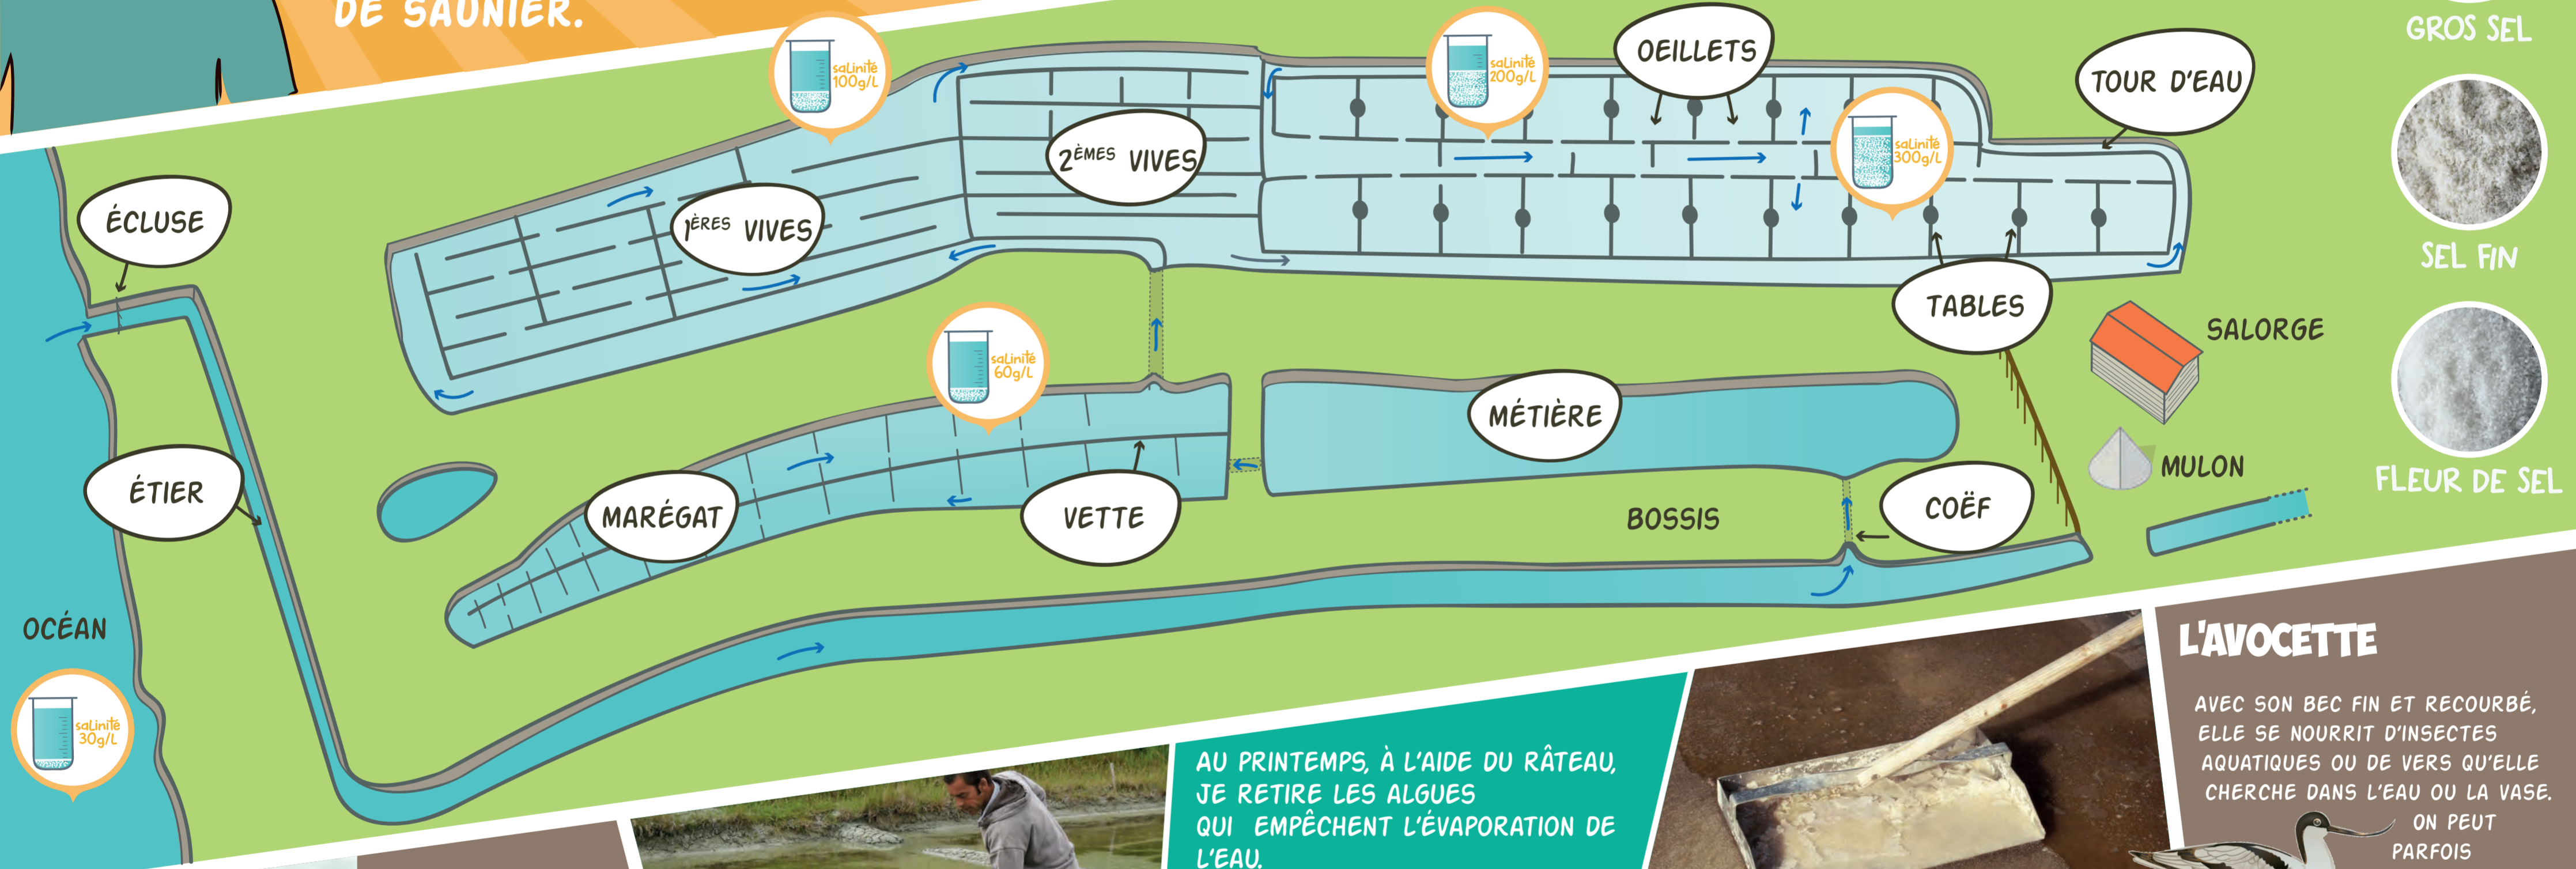 DE SAUNIER.
salinité
100g/L
salinité
200g/L
OEILLETS
TOUR D'EAU
GROS SEL
2ÈMES VIVES
salinité
300g/L
ÉCLUSE
1ÈRES VIVES
SEL FIN
TABLES
SALORGE
salinité
60g/L
MÉTIÈRE
MULON
FLEUR DE SEL
ÉTIER
MARÉGAT
VETTE
BOSSIS
COËF
OCÉAN
salinité
30g/L
AU PRINTEMPS, À L'AIDE DU RÂTEAU,
JE RETIRE LES ALGUES
QUI EMPÊCHENT L'ÉVAPORATION DE
L'EAU.
L'AVOCETTE
AVEC SON BEC FIN ET RECOURBÉ,
ELLE SE NOURRIT D'INSECTES
AQUATIQUES OU DE VERS QU'ELLE
CHERCHE DANS L'EAU OU LA VASE.
ON PEUT
PARFOIS